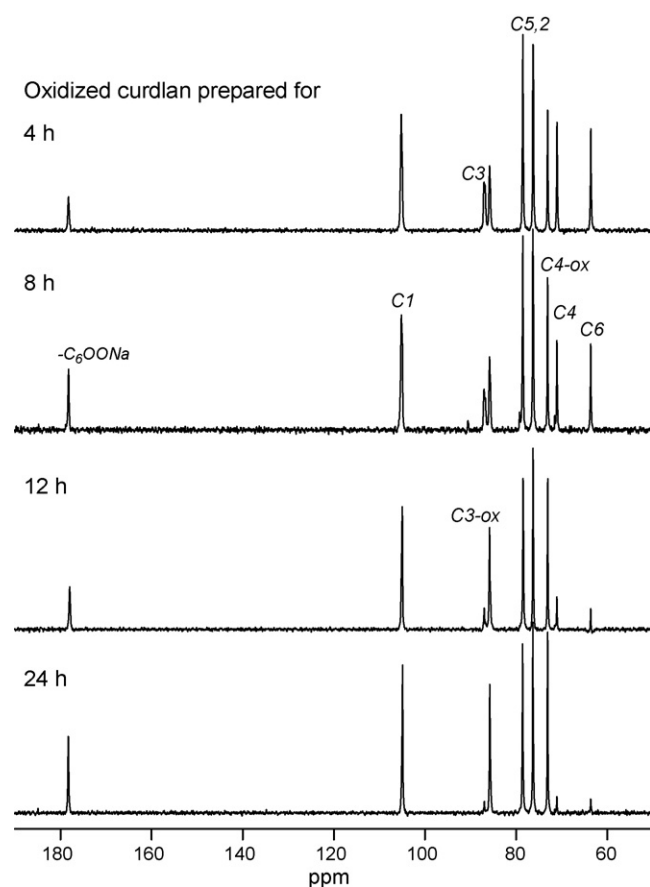 C5,2
Oxidized curdlan prepared for
4 h
C3
8 h
C4-ox
C1
C4
C6
-C₆OONa
12 h
C3-ox
24 h
180 160 140 120 100 80 60
ppm